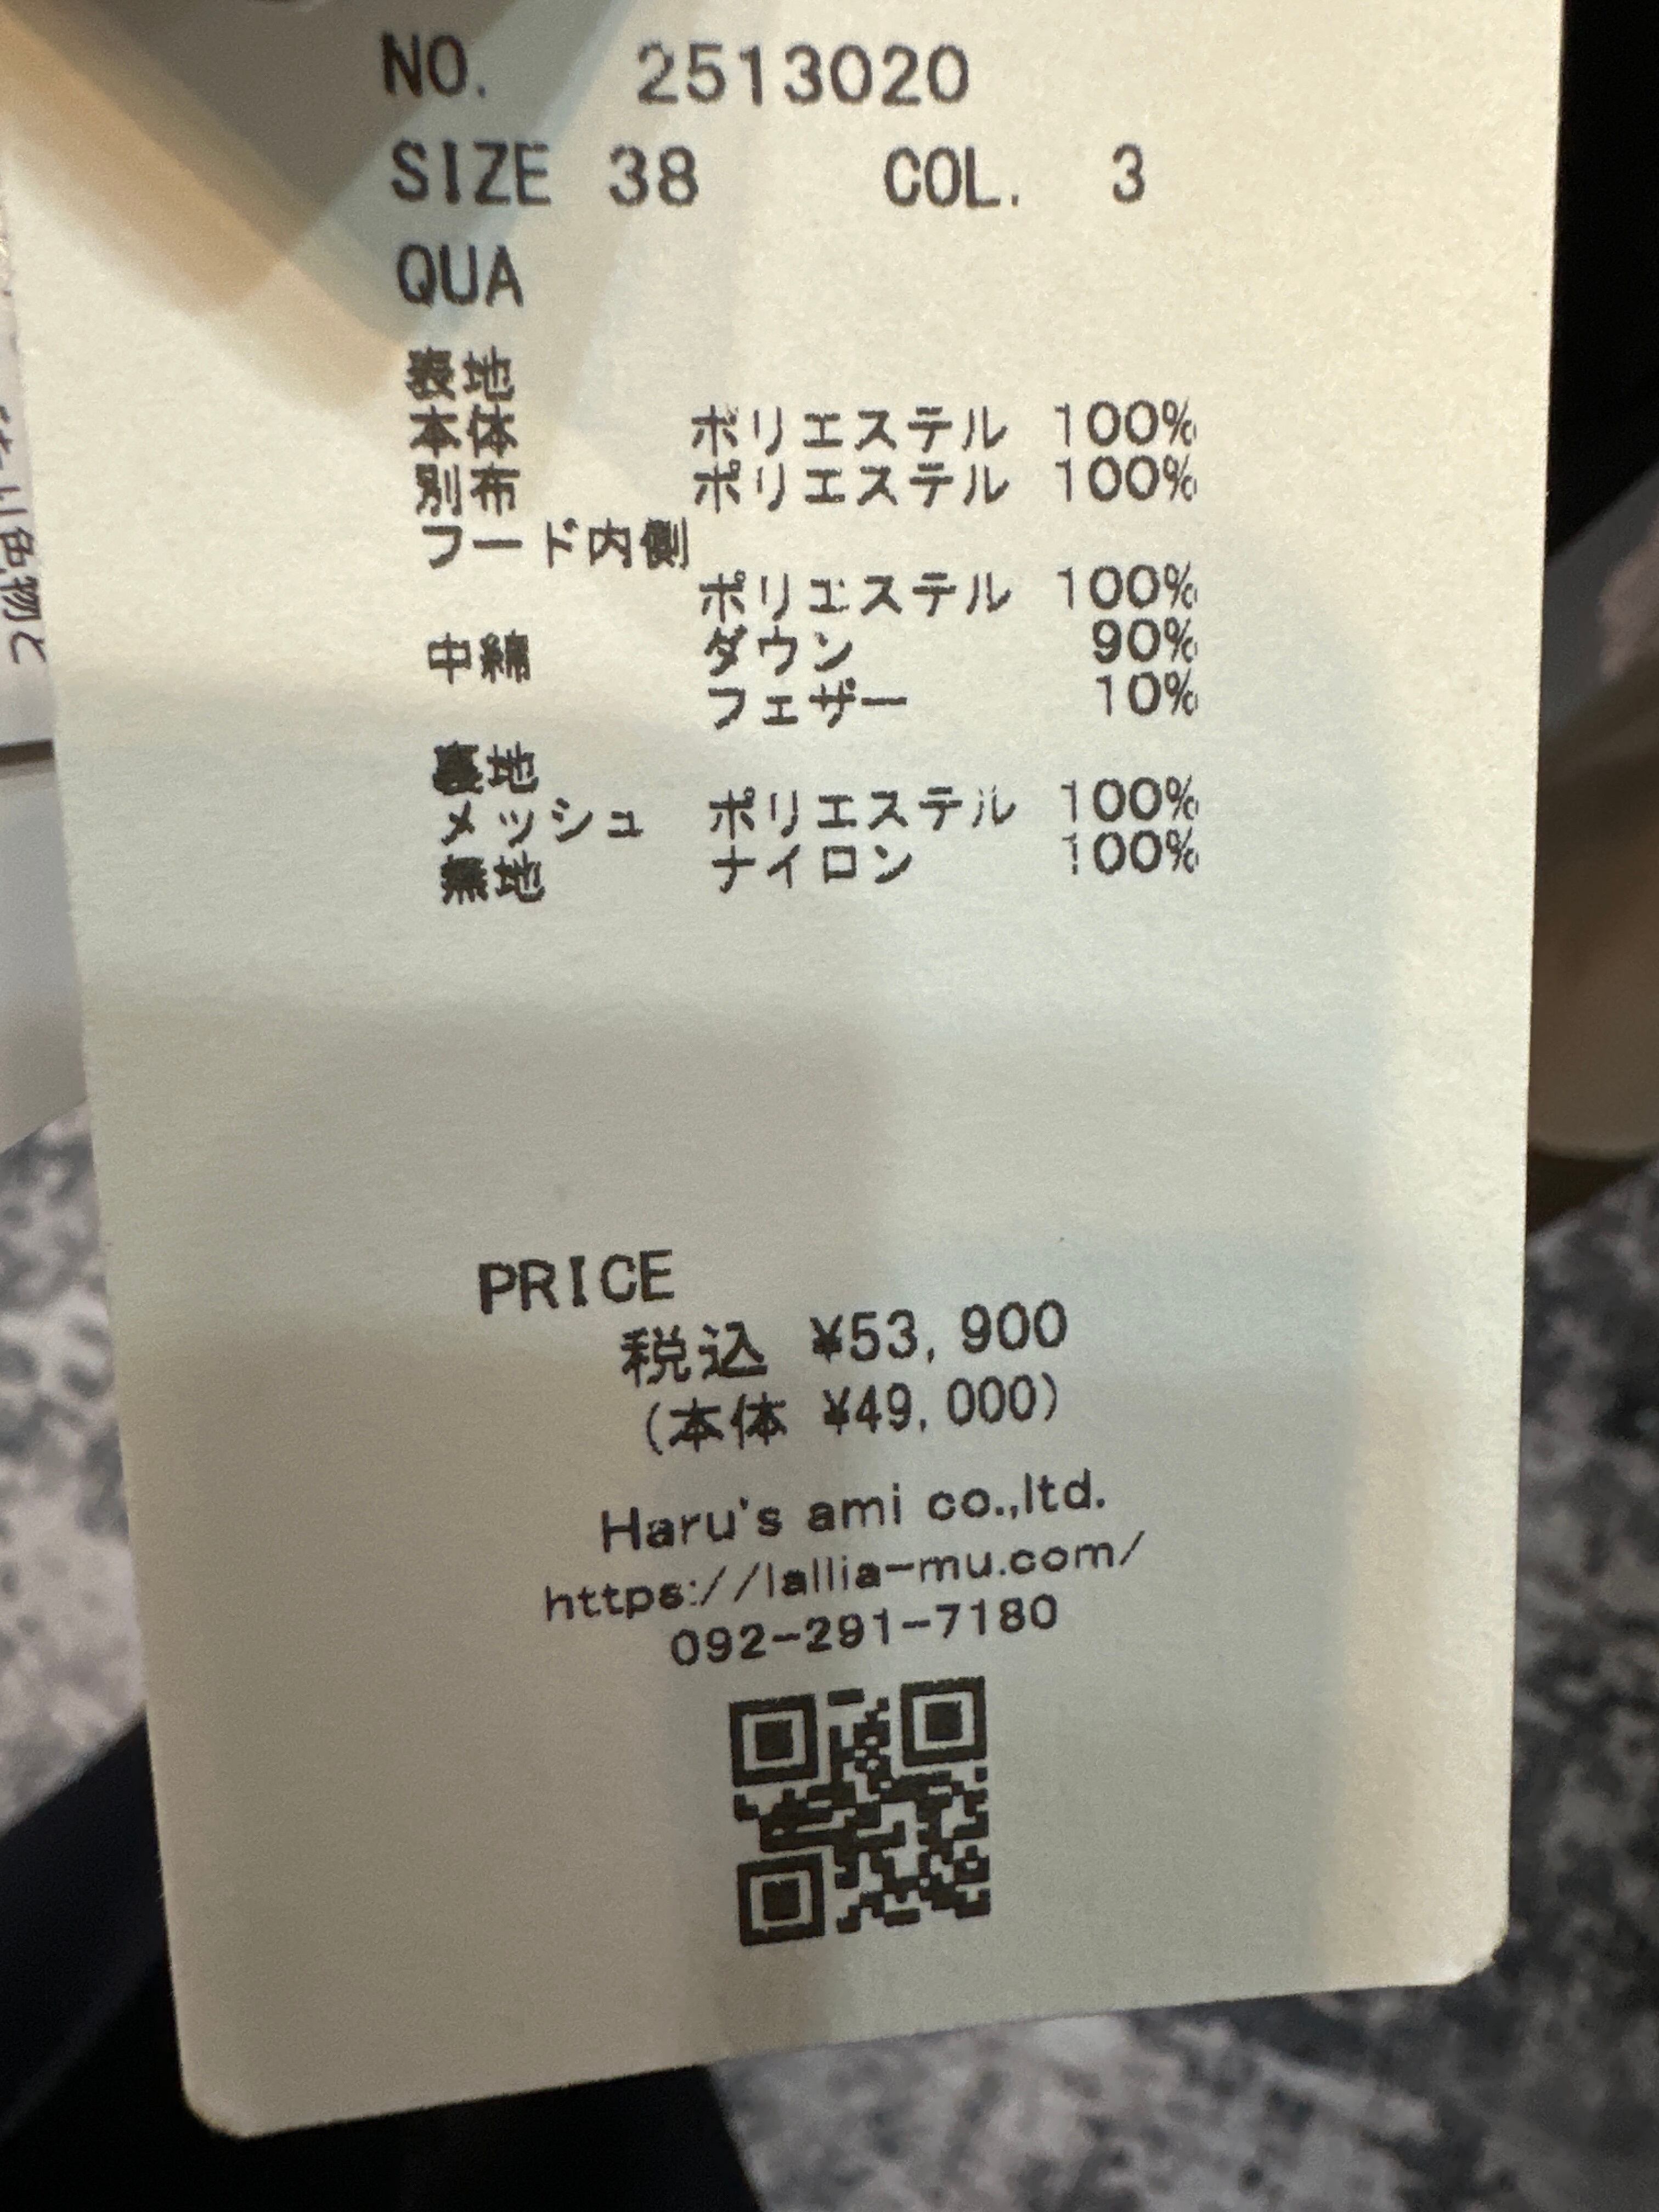 NO. 2513020
SIZE 38 COL. 3
QUA
表地
本体 ポリエステル 100%
別布 ポリエステル 100%
フード内側
ポリエステル 100%
中綿 ダウン 90%
フェザー 10%
裏地
メッシュ ポリエステル 100%
無地 ナイロン 100%
PRICE
税込 ¥53,900
(本体 ¥49,000)
Haru's ami co.,ltd.
https://lallia-mu.com/
092-291-7180
色物と